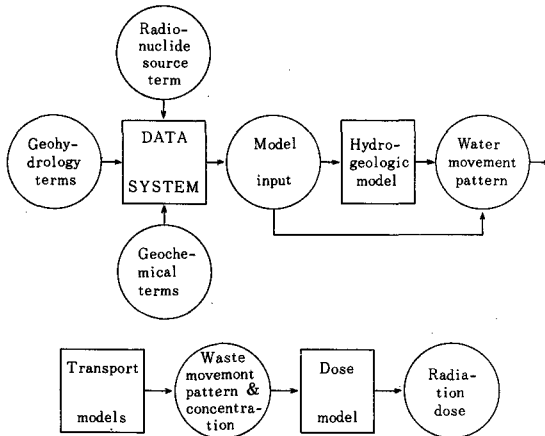 Radio-
nuclide
source
term
Geohy-
drology
terms
DATA
SYSTEM
Model
input
Hydro-
geologic
model
Water
movement
pattern
Geoche-
mical
terms
Transport
models
Waste
movemont
pattern &
concentra-
tion
Dose
model
Radia-
tion
dose